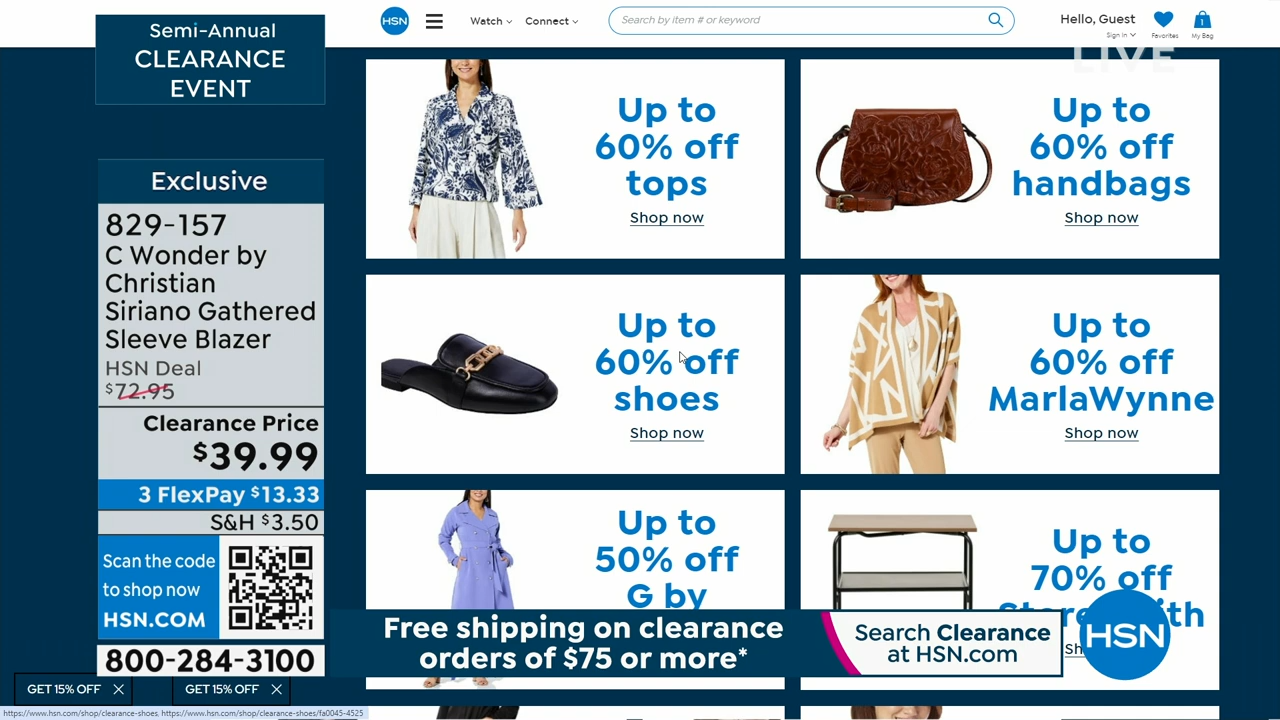 Semi-Annual
CLEARANCE
EVENT
HSN
Watch
Connect
Search by item # or keyword
Hello, Guest
Sign In
Favorites
1
My Bag
LIVE
Exclusive
829-157
C Wonder by
Christian
Siriano Gathered
Sleeve Blazer
HSN Deal
$72.95
Clearance Price
$39.99
3 FlexPay $13.33
S&H $3.50
Scan the code
to shop now
HSN.COM
800-284-3100
Up to
60% off
tops
Shop now
Up to
60% off
handbags
Shop now
Up to
60% off
shoes
Shop now
Up to
60% off
MarlaWynne
Shop now
Up to
50% off
G by
Up to
70% off
Free shipping on clearance
orders of $75 or more*
Search Clearance
at HSN.com
HSN
GET 15% OFF
GET 15% OFF
https://www.hsn.com/shop/clearance-shoes, https://www.hsn.com/shop/clearance-shoes/fa0045-4525